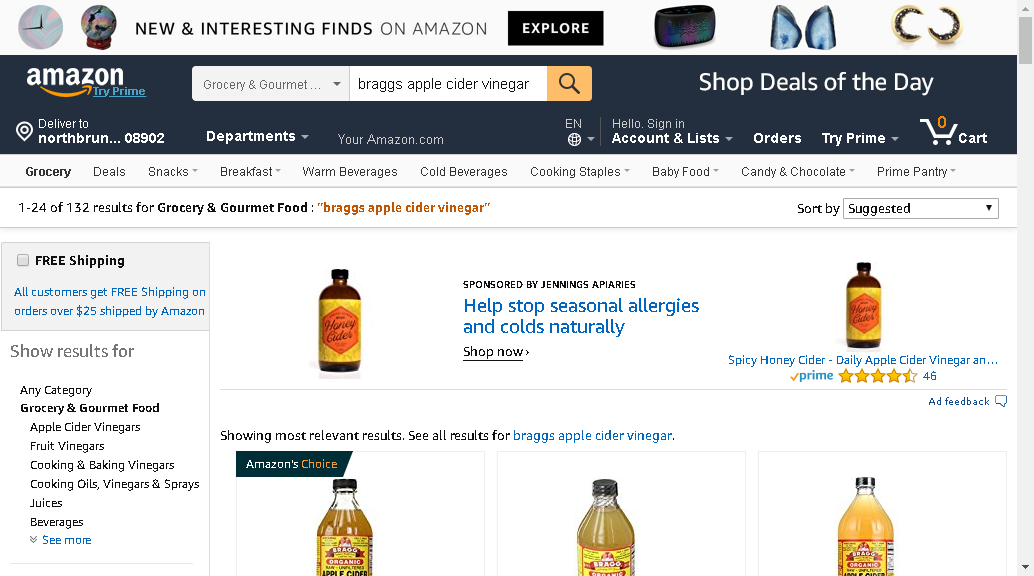 NEW & INTERESTING FINDS ON AMAZON
EXPLORE
amazon
Try Prime
Grocery & Gourmet ...
braggs apple cider vinegar
Shop Deals of the Day
Deliver to
northbrun... 08902
Departments
Your Amazon.com
EN
Hello. Sign in
Account & Lists
Orders
Try Prime
0
Cart
Grocery
Deals
Snacks
Breakfast
Warm Beverages
Cold Beverages
Cooking Staples
Baby Food
Candy & Chocolate
Prime Pantry
1-24 of 132 results for Grocery & Gourmet Food : "braggs apple cider vinegar"
Sort by
Suggested
FREE Shipping
All customers get FREE Shipping on
orders over $25 shipped by Amazon
Show results for
Any Category
Grocery & Gourmet Food
Apple Cider Vinegars
Fruit Vinegars
Cooking & Baking Vinegars
Cooking Oils, Vinegars & Sprays
Juices
Beverages
See more
Honey
Cider
SPONSORED BY JENNINGS APIARIES
Help stop seasonal allergies
and colds naturally
Shop now ›
Honey
Cider
Spicy Honey Cider - Daily Apple Cider Vinegar an...
prime
46
Ad feedback
Showing most relevant results. See all results for braggs apple cider vinegar.
Amazon's Choice
BRAGG
ORGANIC
RAW - UNFILTERED
APPLE CIDER
BRAGG
ORGANIC
BRAGG
ORGANIC
RAW - UNFILTERED
APPLE CIDER